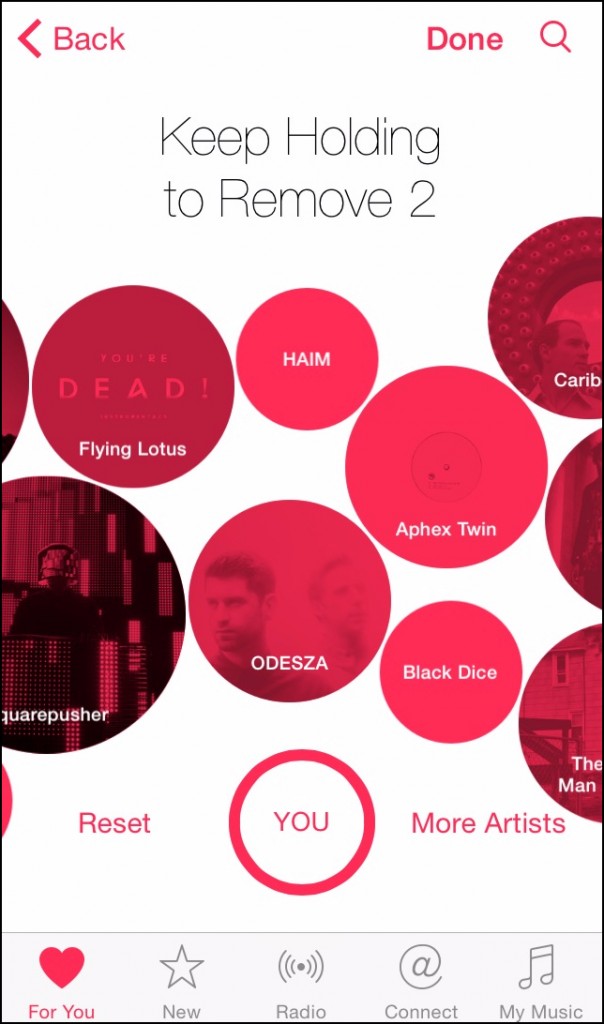 Back
Done
Keep Holding
to Remove 2
HAIM
Carib
YOU'RE
DEAD!
Flying Lotus
Aphex Twin
ODESZA
Black Dice
quarepusher
The
Man
Reset
YOU
More Artists
For You
New
Radio
Connect
My Music